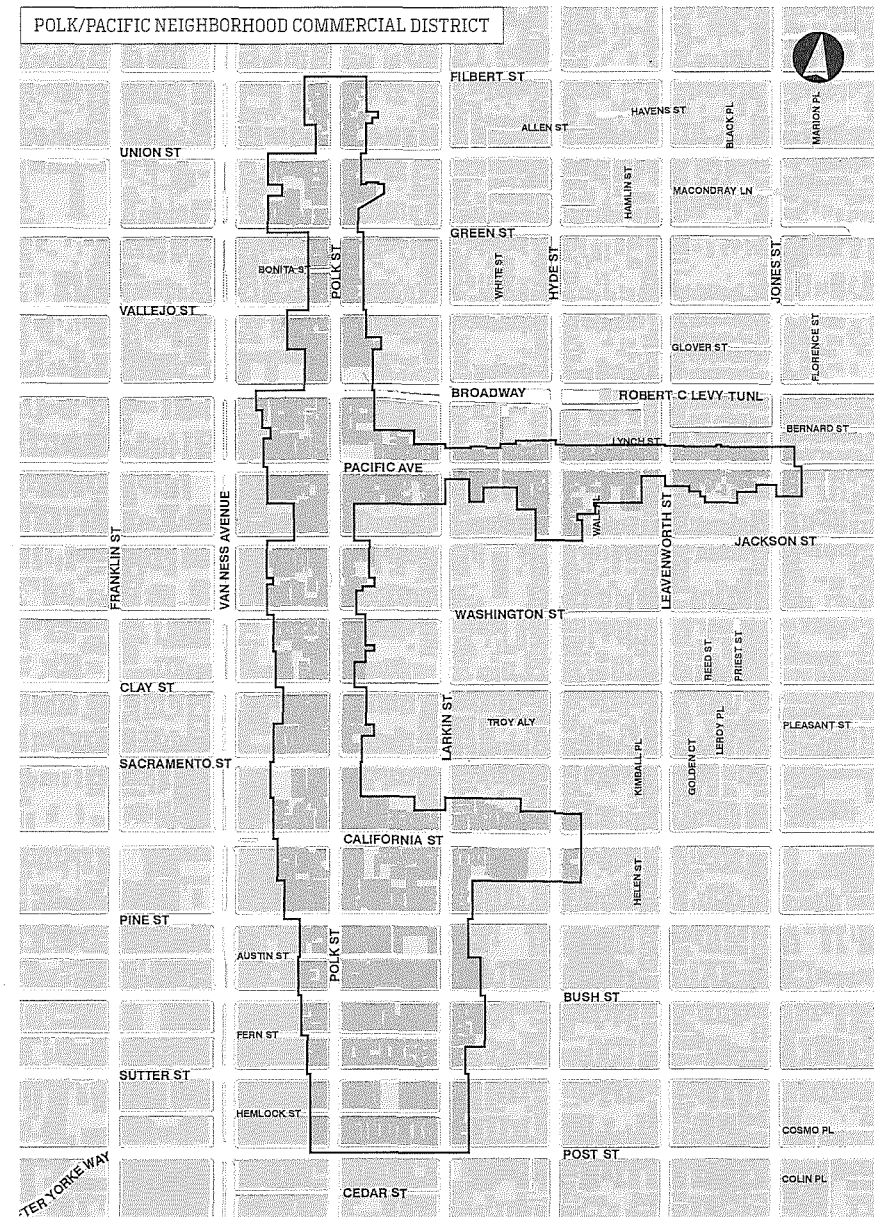 POLK/PACIFIC NEIGHBORHOOD COMMERCIAL DISTRICT
FILBERT ST
HAVENS ST
ALLEN ST
BLACK PL
MARION PL
UNION ST
HAMLIN ST
MACONDRAY LN
GREEN ST
BONITA ST
POLK ST
WHITE ST
HYDE ST
JONES ST
VALLEJO ST
GLOVER ST
FLORENCE ST
BROADWAY
ROBERT C LEVY TUNL
BERNARD ST
LYNCH ST
PACIFIC AVE
WALL PL
FRANKLIN ST
VAN NESS AVENUE
LEAVENWORTH ST
JACKSON ST
WASHINGTON ST
REED ST
PRIEST ST
CLAY ST
LARKIN ST
TROY ALY
LEROY PL
PLEASANT ST
SACRAMENTO ST
KIMBALL PL
GOLDEN CT
CALIFORNIA ST
HELEN ST
PINE ST
AUSTIN ST
POLK ST
BUSH ST
FERN ST
SUTTER ST
HEMLOCK ST
COSMO PL
POST ST
TER YORKE WAY
CEDAR ST
COLIN PL